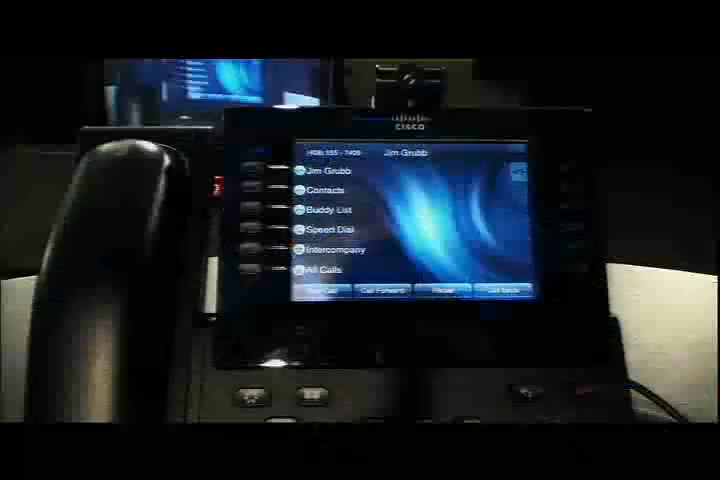 CISCO
Jim Grubb
Jim Grubb
Contacts
Buddy List
Speed Dial
Intercompany
All Calls
Call Forward